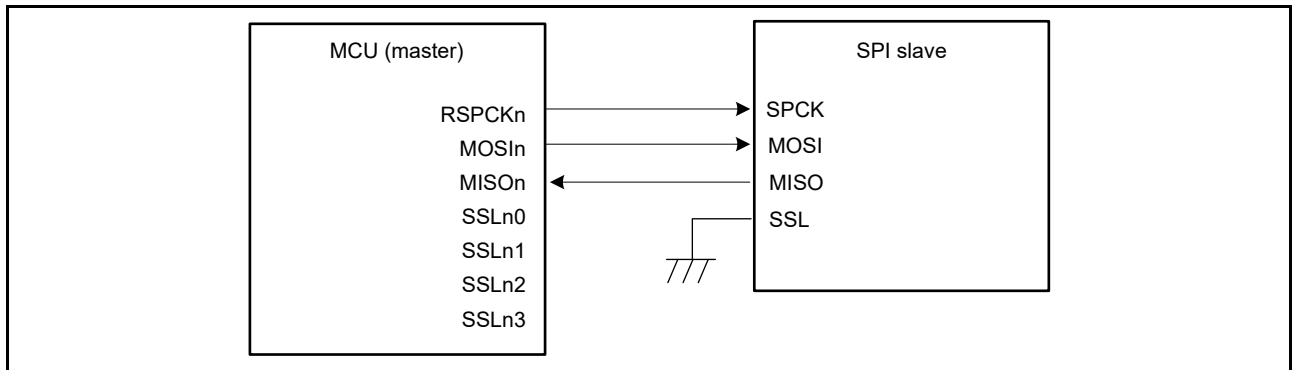 MCU (master)
RSPCKn
MOSIn
MISOn
SSLn0
SSLn1
SSLn2
SSLn3
SPI slave
SPCK
MOSI
MISO
SSL